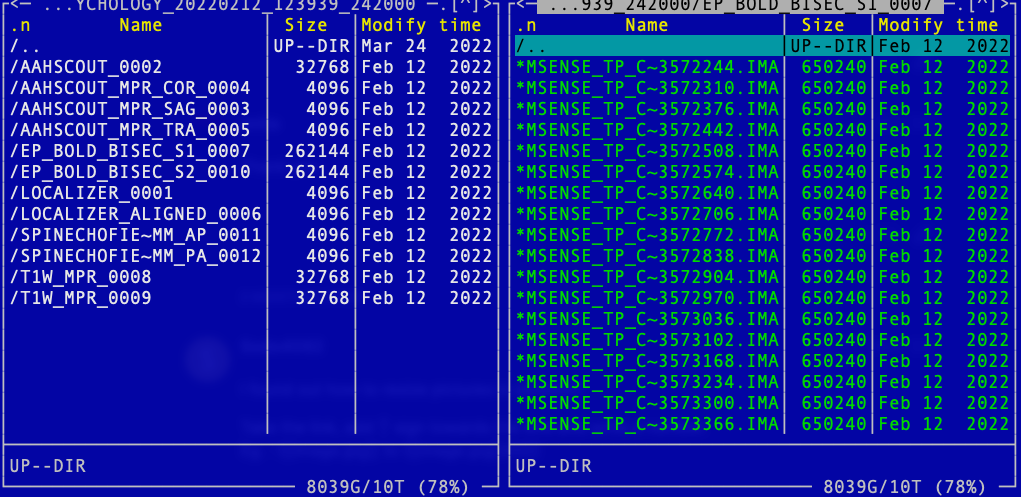 <─ ...YCHOLOGY_20220212_123939_242000 ─.[^]>
.n Name Size Modify time
/.. UP--DIR Mar 24 2022
/AAHSCOUT_0002 32768 Feb 12 2022
/AAHSCOUT_MPR_COR_0004 4096 Feb 12 2022
/AAHSCOUT_MPR_SAG_0003 4096 Feb 12 2022
/AAHSCOUT_MPR_TRA_0005 4096 Feb 12 2022
/EP_BOLD_BISEC_S1_0007 262144 Feb 12 2022
/EP_BOLD_BISEC_S2_0010 262144 Feb 12 2022
/LOCALIZER_0001 4096 Feb 12 2022
/LOCALIZER_ALIGNED_0006 4096 Feb 12 2022
/SPINECHOFIE~MM_AP_0011 4096 Feb 12 2022
/SPINECHOFIE~MM_PA_0012 4096 Feb 12 2022
/T1W_MPR_0008 32768 Feb 12 2022
/T1W_MPR_0009 32768 Feb 12 2022
UP--DIR
8039G/10T (78%)
<─ ...939_242000/EP_BOLD_BISEC_S1_0007 ─.[^]>
.n Name Size Modify time
/.. UP--DIR Feb 12 2022
*MSENSE_TP_C~3572244.IMA 650240 Feb 12 2022
*MSENSE_TP_C~3572310.IMA 650240 Feb 12 2022
*MSENSE_TP_C~3572376.IMA 650240 Feb 12 2022
*MSENSE_TP_C~3572442.IMA 650240 Feb 12 2022
*MSENSE_TP_C~3572508.IMA 650240 Feb 12 2022
*MSENSE_TP_C~3572574.IMA 650240 Feb 12 2022
*MSENSE_TP_C~3572640.IMA 650240 Feb 12 2022
*MSENSE_TP_C~3572706.IMA 650240 Feb 12 2022
*MSENSE_TP_C~3572772.IMA 650240 Feb 12 2022
*MSENSE_TP_C~3572838.IMA 650240 Feb 12 2022
*MSENSE_TP_C~3572904.IMA 650240 Feb 12 2022
*MSENSE_TP_C~3572970.IMA 650240 Feb 12 2022
*MSENSE_TP_C~3573036.IMA 650240 Feb 12 2022
*MSENSE_TP_C~3573102.IMA 650240 Feb 12 2022
*MSENSE_TP_C~3573168.IMA 650240 Feb 12 2022
*MSENSE_TP_C~3573234.IMA 650240 Feb 12 2022
*MSENSE_TP_C~3573300.IMA 650240 Feb 12 2022
*MSENSE_TP_C~3573366.IMA 650240 Feb 12 2022
UP--DIR
8039G/10T (78%)